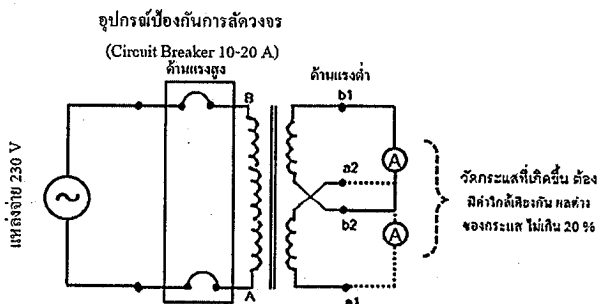 อุปกรณ์ป้องกันการลัดวงจร
(Circuit Breaker 10-20 A)
ด้านแรงสูง
ด้านแรงต่ำ
b1
B
A
a2
แหล่งจ่าย 230 V
วัดกระแสที่เกิดขึ้น ต้อง
มีค่าใกล้เคียงกัน ผลต่าง
ของกระแส ไม่เกิน 20 %
b2
A
A
a1